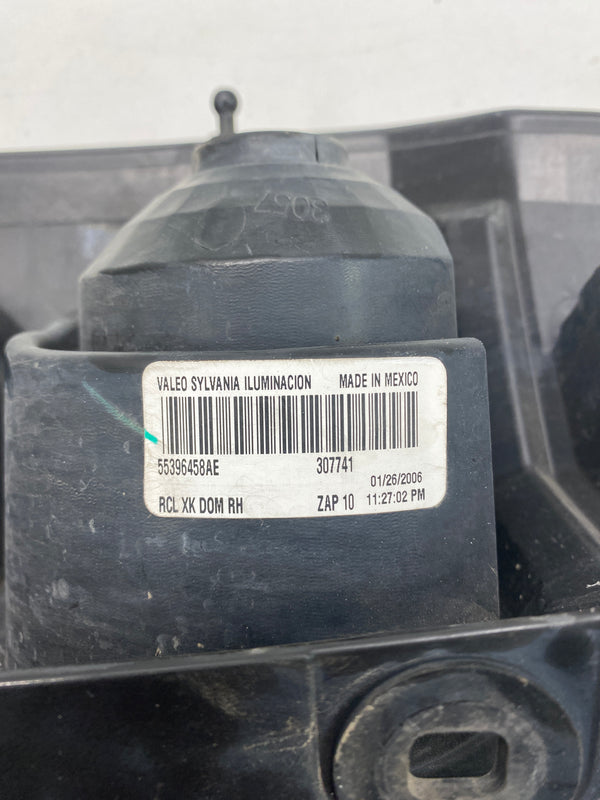 3067
VALEO SYLVANIA ILUMINACION MADE IN MEXICO
55396458AE 307741
01/26/2006
RCL XK DOM RH ZAP 10 11:27:02 PM